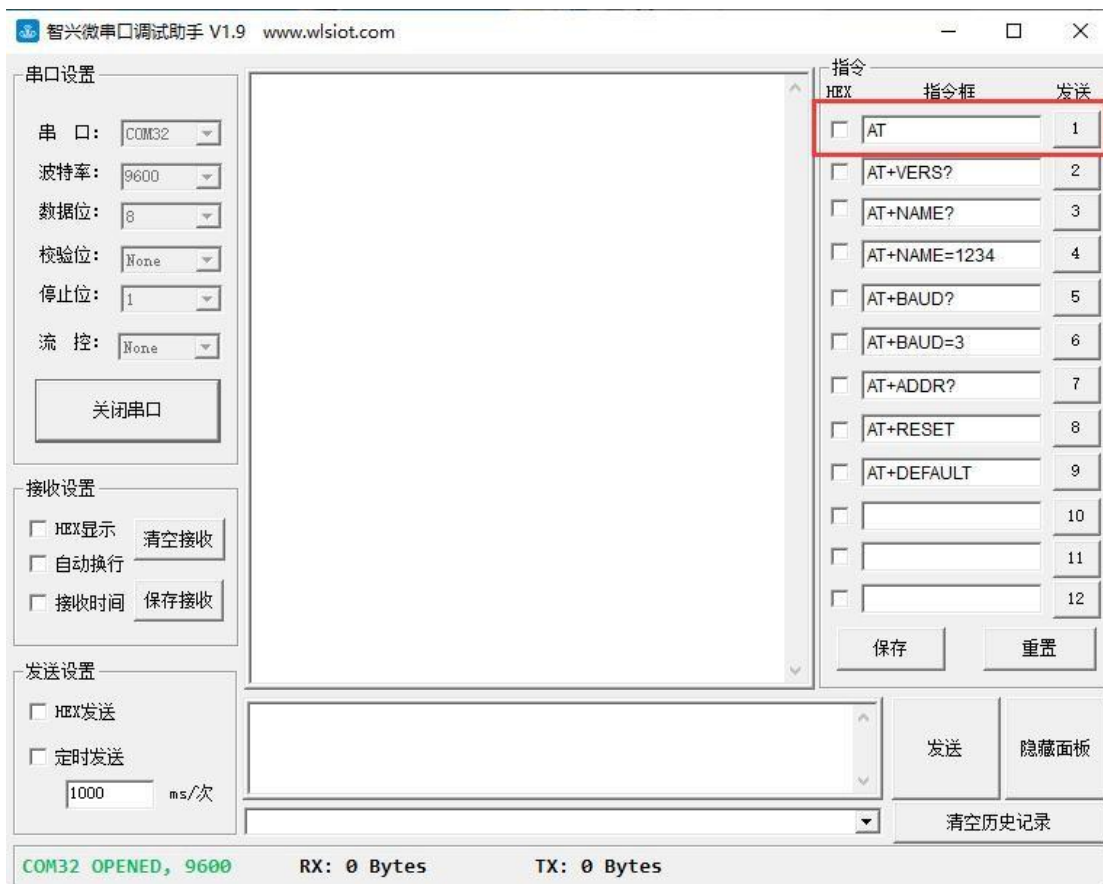 智兴微串口调试助手 V1.9 www.wlsiot.com
串口设置
串 口: COM32
波特率: 9600
数据位: 8
校验位: None
停止位: 1
流 控: None
关闭串口
接收设置
HEX显示
清空接收
自动换行
接收时间
保存接收
发送设置
HEX发送
定时发送
1000 ms/次
指令
HEX 指令框 发送
AT 1
AT+VERS? 2
AT+NAME? 3
AT+NAME=1234 4
AT+BAUD? 5
AT+BAUD=3 6
AT+ADDR? 7
AT+RESET 8
AT+DEFAULT 9
10
11
12
保存 重置
发送 隐藏面板
清空历史记录
COM32 OPENED, 9600 RX: 0 Bytes TX: 0 Bytes